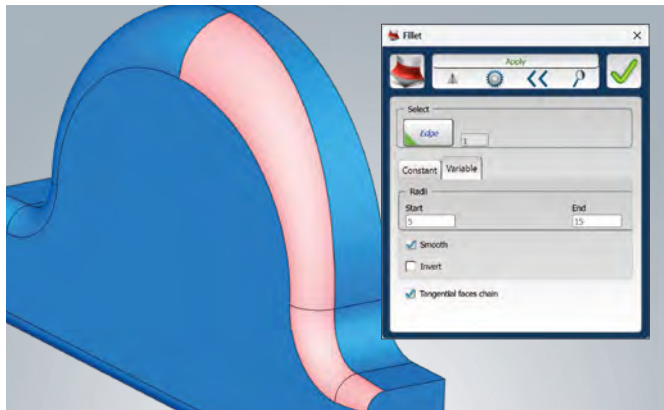 Fillet
Apply
Select
Edge
1
Constant Variable
Radii
Start End
5 15
Smooth
Invert
Tangential faces chain